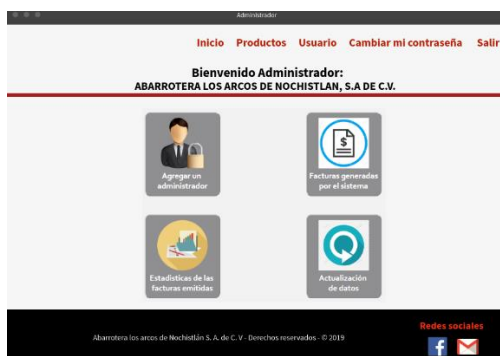 Administrador
Inicio Productos Usuario Cambiar mi contraseña Salir
Bienvenido Administrador:
ABARROTERA LOS ARCOS DE NOCHISTLAN, S.A DE C.V.
Agregar un
administrador
Facturas generadas
por el sistema
$
Estadísticas de las
facturas emitidas
Actualización
de datos
Redes sociales
Abarrotera los arcos de Nochistlán S. A. de C. V - Derechos reservados - © 2019